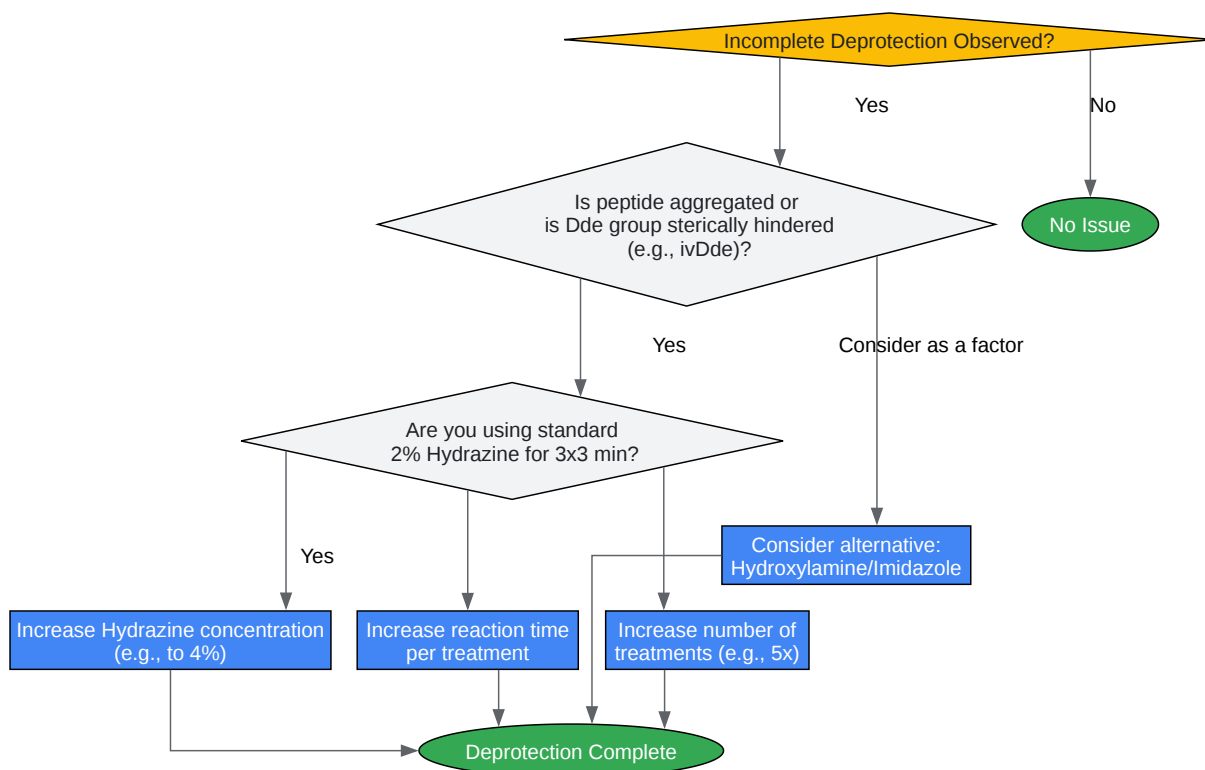 Incomplete Deprotection Observed?
Yes
No
Is peptide aggregated or
is Dde group sterically hindered
(e.g., ivDde)?
No Issue
Yes
Consider as a factor
Are you using standard
2% Hydrazine for 3x3 min?
Yes
Consider alternative:
Hydroxylamine/Imidazole
Increase Hydrazine concentration
(e.g., to 4%)
Increase reaction time
per treatment
Increase number of
treatments (e.g., 5x)
Deprotection Complete